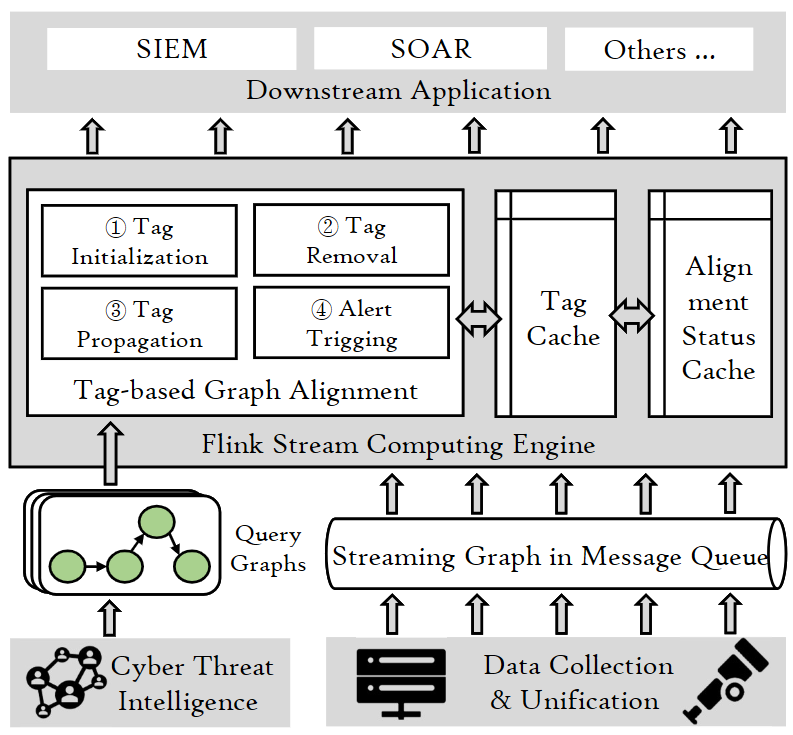 SIEM
SOAR
Others ...
Downstream Application
① Tag
Initialization
② Tag
Removal
③ Tag
Propagation
④ Alert
Trigging
Tag-based Graph Alignment
Tag
Cache
Align
ment
Status
Cache
Flink Stream Computing Engine
Query
Graphs
Streaming Graph in Message Queue
Cyber Threat
Intelligence
Data Collection
& Unification